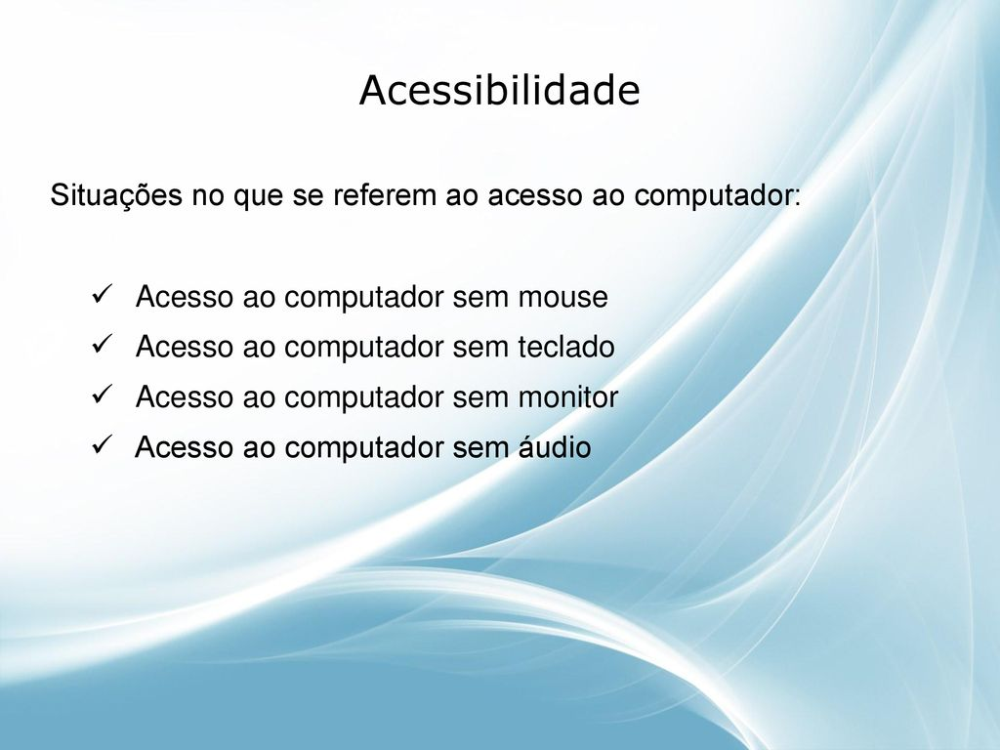 Acessibilidade
Situações no que se referem ao acesso ao computador:
✓ Acesso ao computador sem mouse
✓ Acesso ao computador sem teclado
✓ Acesso ao computador sem monitor
✓ Acesso ao computador sem áudio